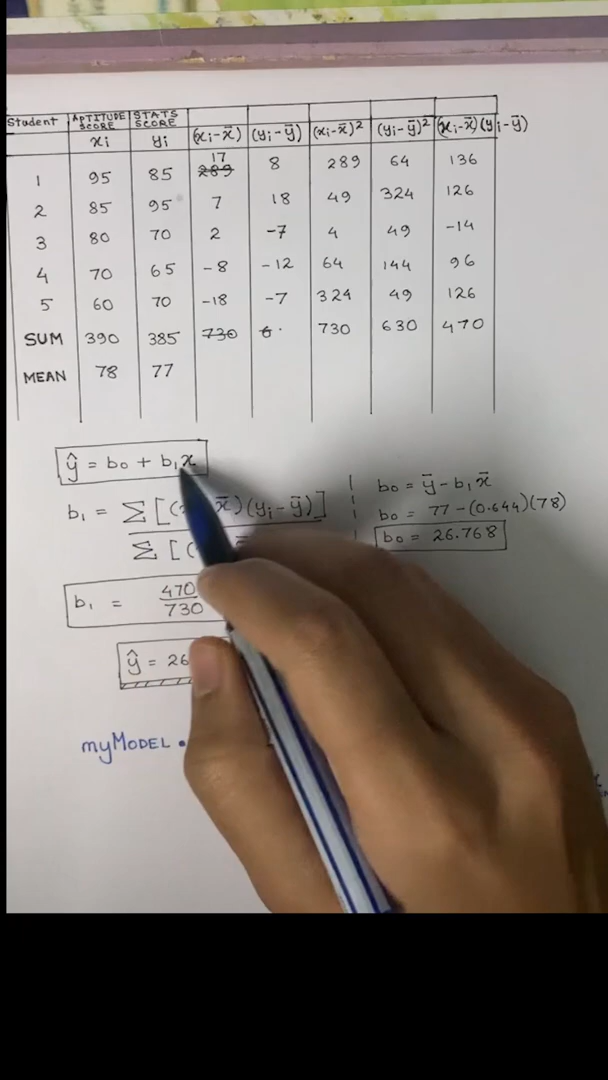 Student APTITUDE SCORE STATS SCORE
xi yi (xi-x̄) (yi-ȳ) (xi-x̄)² (yi-ȳ)² (xi-x̄)(yi-ȳ)
1 95 85 17 289 8 289 64 136
2 85 95 7 18 49 324 126
3 80 70 2 -7 4 49 -14
4 70 65 -8 -12 64 144 96
5 60 70 -18 -7 324 49 126
SUM 390 385 730 0 730 630 470
MEAN 78 77
ŷ = b₀ + b₁x
b₁ = Σ[( x̄)(yi-ȳ)]
Σ[(
b₁ = 470
730
ŷ = 26
b₀ = ȳ - b₁x̄
b₀ = 77-(0.644)(78)
b₀ = 26.768
myMODEL.